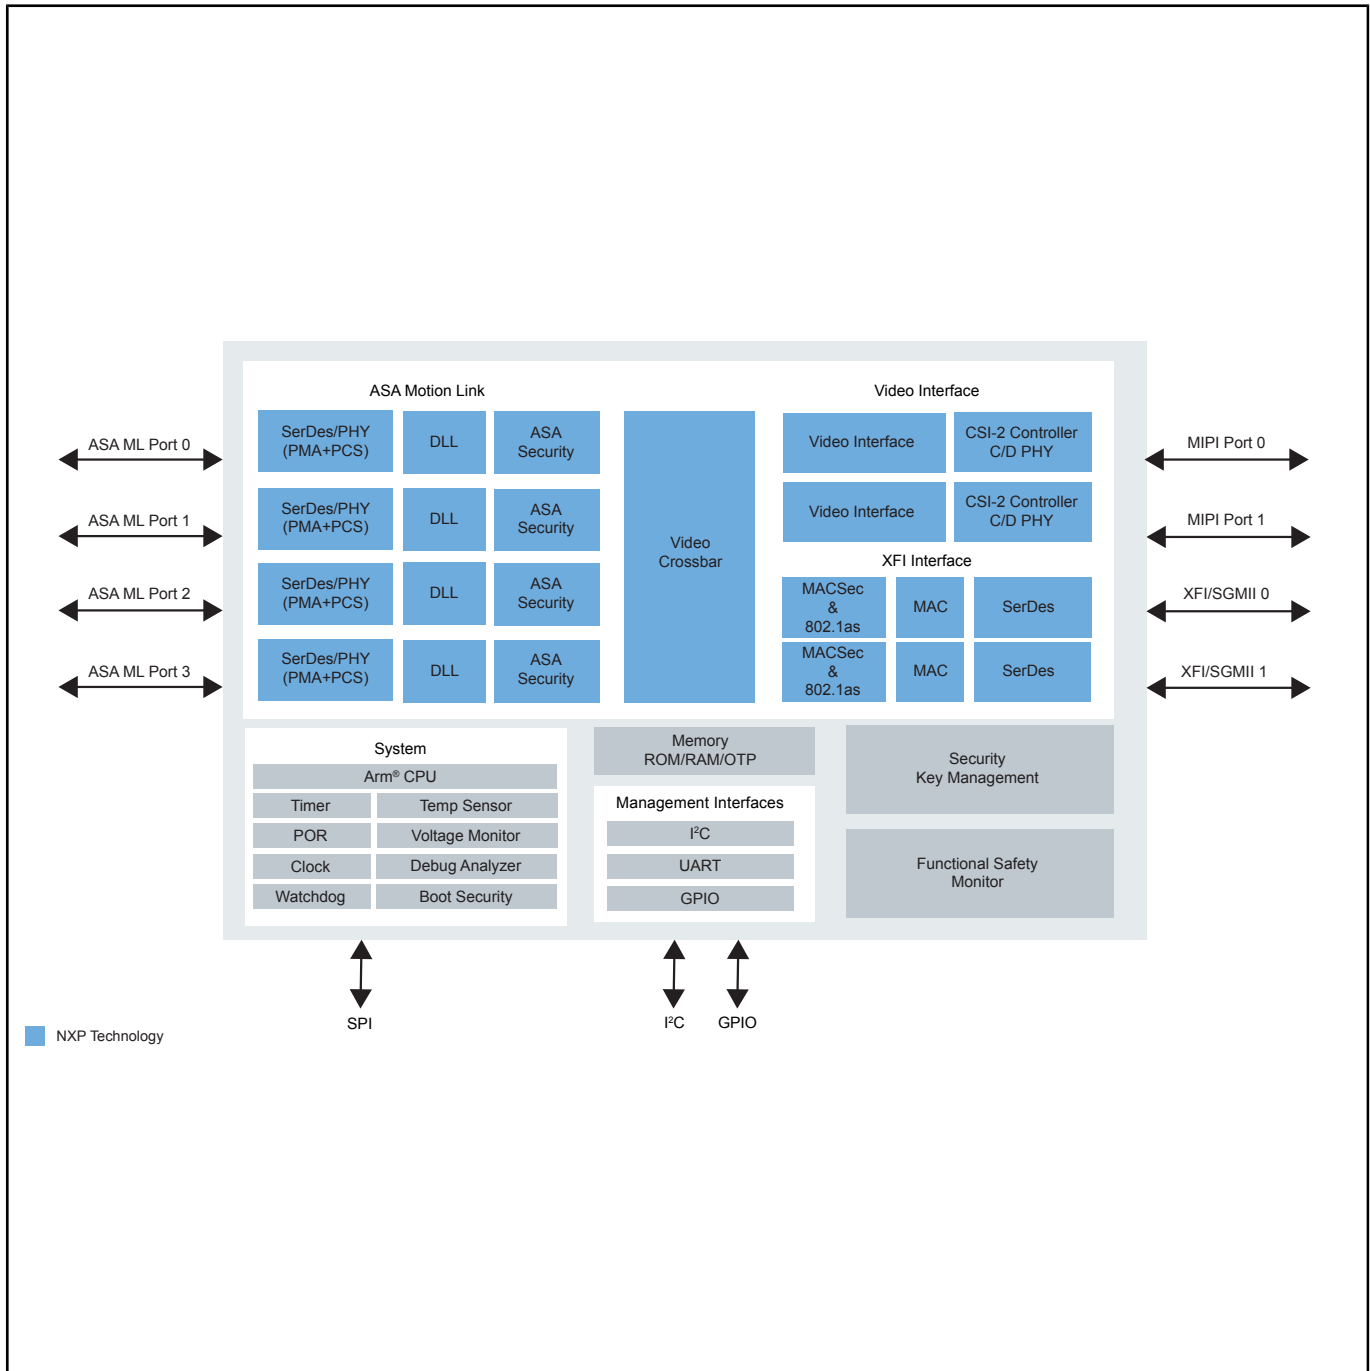 ASA Motion Link
SerDes/PHY
(PMA+PCS)
DLL
ASA
Security
SerDes/PHY
(PMA+PCS)
DLL
ASA
Security
SerDes/PHY
(PMA+PCS)
DLL
ASA
Security
SerDes/PHY
(PMA+PCS)
DLL
ASA
Security
Video
Crossbar
Video Interface
Video Interface
CSI-2 Controller
C/D PHY
Video Interface
CSI-2 Controller
C/D PHY
XFI Interface
MACSec
&
802.1as
MAC
SerDes
MACSec
&
802.1as
MAC
SerDes
ASA ML Port 0
ASA ML Port 1
ASA ML Port 2
ASA ML Port 3
MIPI Port 0
MIPI Port 1
XFI/SGMII 0
XFI/SGMII 1
System
Arm® CPU
Timer
Temp Sensor
POR
Voltage Monitor
Clock
Debug Analyzer
Watchdog
Boot Security
Memory
ROM/RAM/OTP
Management Interfaces
I²C
UART
GPIO
Security
Key Management
Functional Safety
Monitor
SPI
I²C
GPIO
NXP Technology